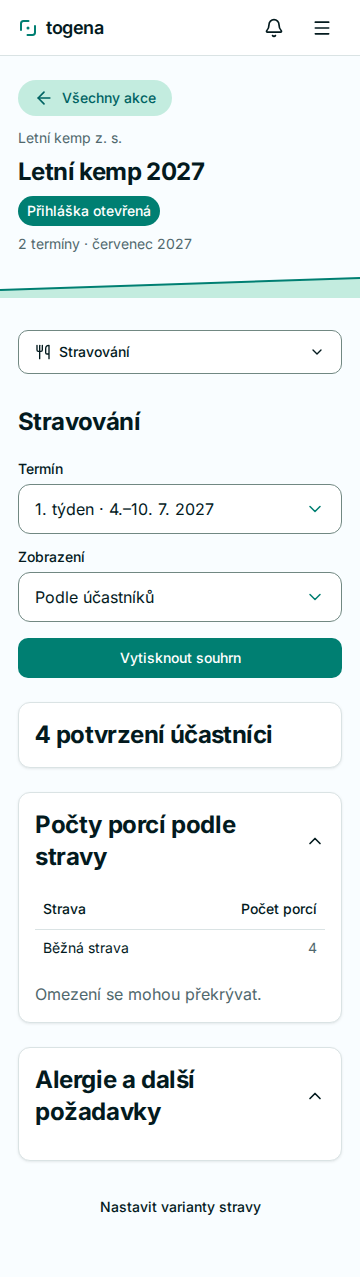 togena
Všechny akce
Letní kemp z. s.
Letní kemp 2027
Přihláška otevřená
2 termíny · červenec 2027
Stravování
Stravování
Termín
1. týden · 4.–10. 7. 2027
Zobrazení
Podle účastníků
Vytisknout souhrn
4 potvrzení účastníci
Počty porcí podle
stravy
Strava Počet porcí
Běžná strava 4
Omezení se mohou překrývat.
Alergie a další
požadavky
Nastavit varianty stravy